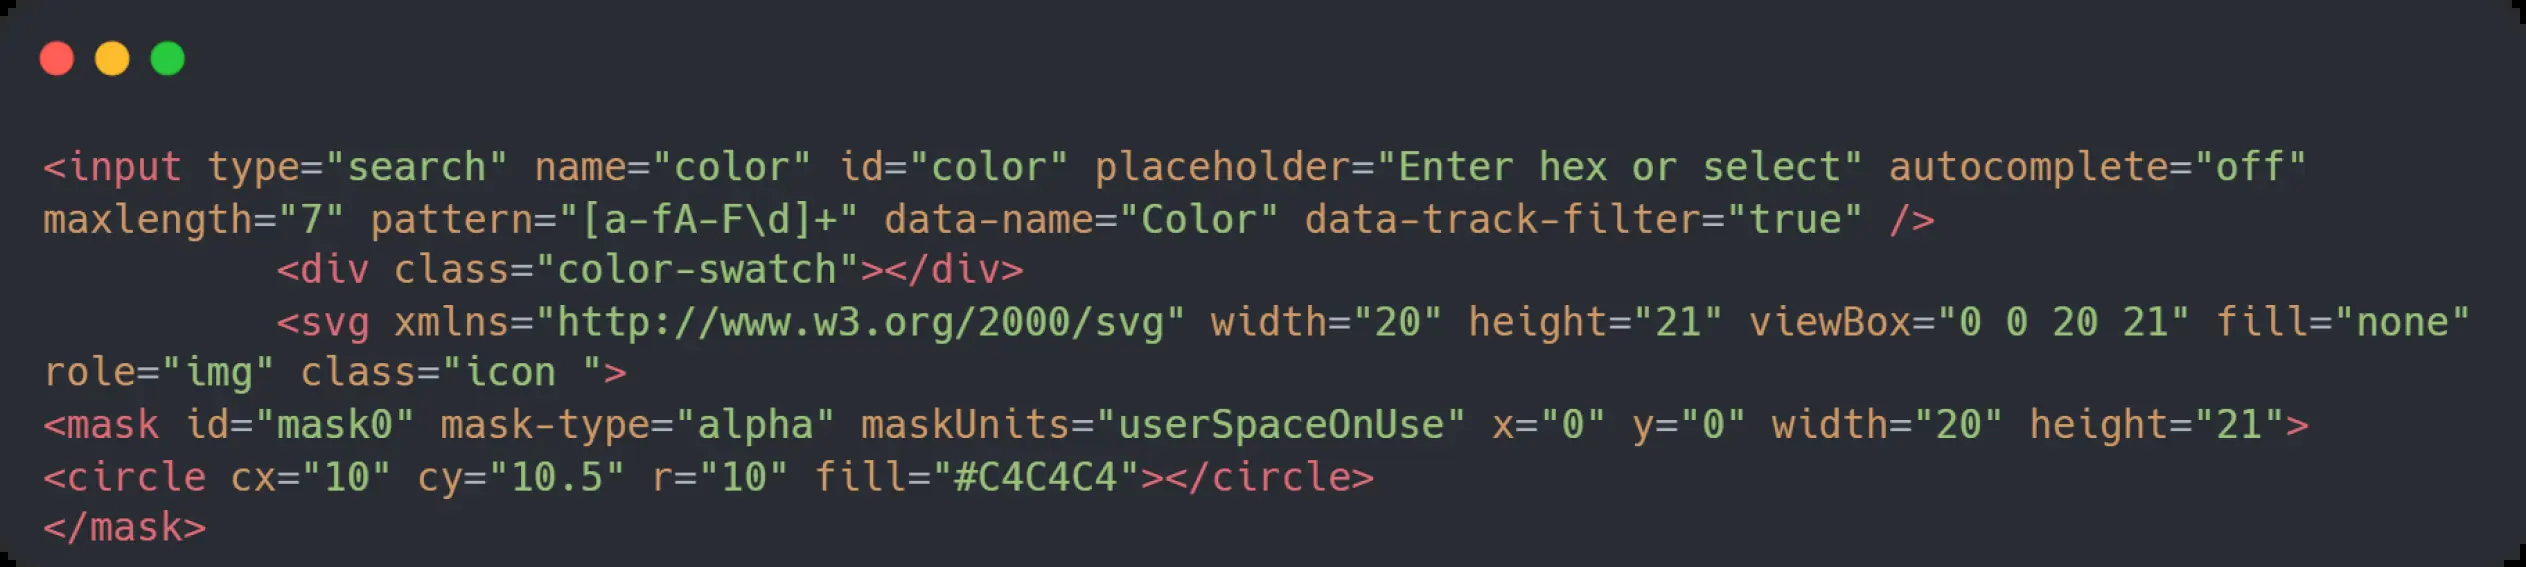 <input type="search" name="color" id="color" placeholder="Enter hex or select" autocomplete="off"
maxlength="7" pattern="[a-fA-F\d]+" data-name="Color" data-track-filter="true" />
<div class="color-swatch"></div>
<svg xmlns="http://www.w3.org/2000/svg" width="20" height="21" viewBox="0 0 20 21" fill="none"
role="img" class="icon ">
<mask id="mask0" mask-type="alpha" maskUnits="userSpaceOnUse" x="0" y="0" width="20" height="21">
<circle cx="10" cy="10.5" r="10" fill="#C4C4C4"></circle>
</mask>